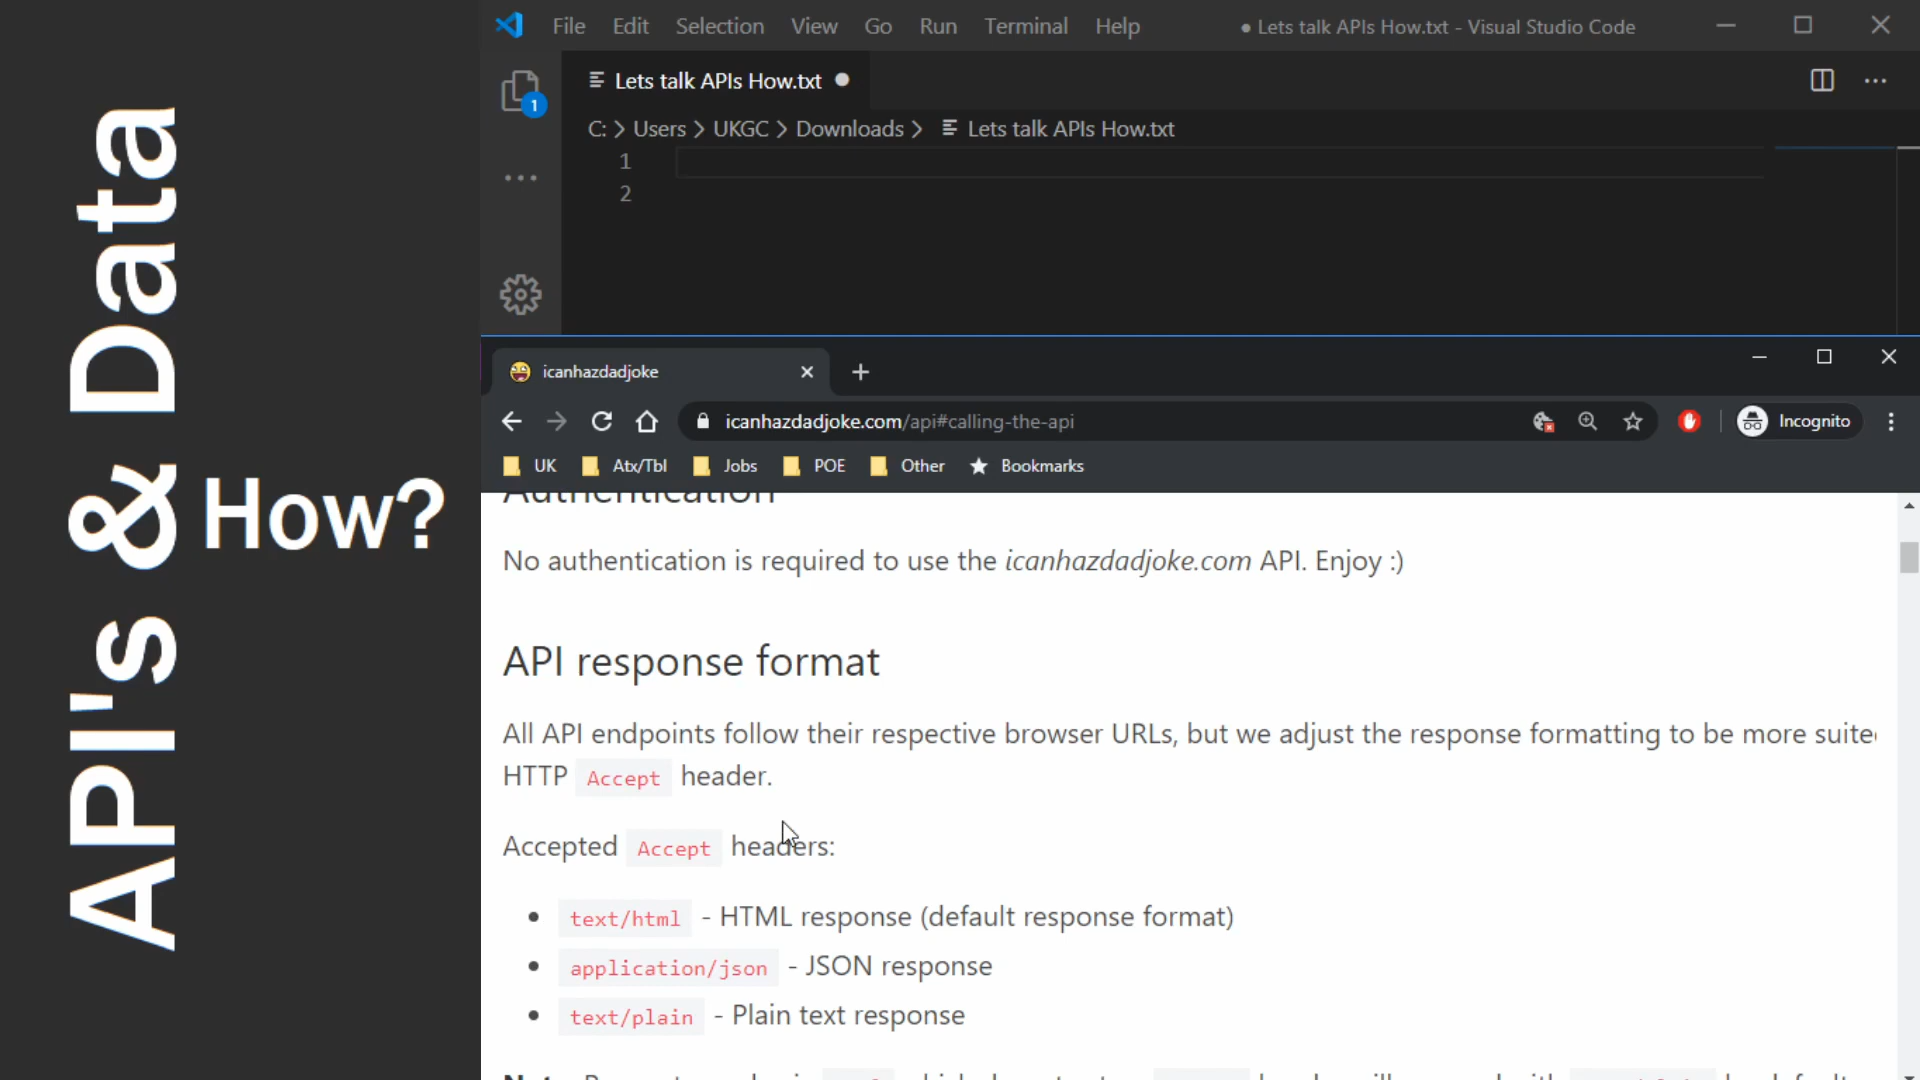 API's & Data
How?
File Edit Selection View Go Run Terminal Help
● Lets talk APIs How.txt - Visual Studio Code
1
Lets talk APIs How.txt
C: > Users > UKGC > Downloads > Lets talk APIs How.txt
1
2
icanhazdadjoke
icanhazdadjoke.com/api#calling-the-api
Incognito
UK Atx/Tbl Jobs POE Other Bookmarks
Authentication
No authentication is required to use the icanhazdadjoke.com API. Enjoy :)
API response format
All API endpoints follow their respective browser URLs, but we adjust the response formatting to be more
HTTP Accept header.
Accepted Accept headers:
• text/html - HTML response (default response format)
• application/json - JSON response
• text/plain - Plain text response